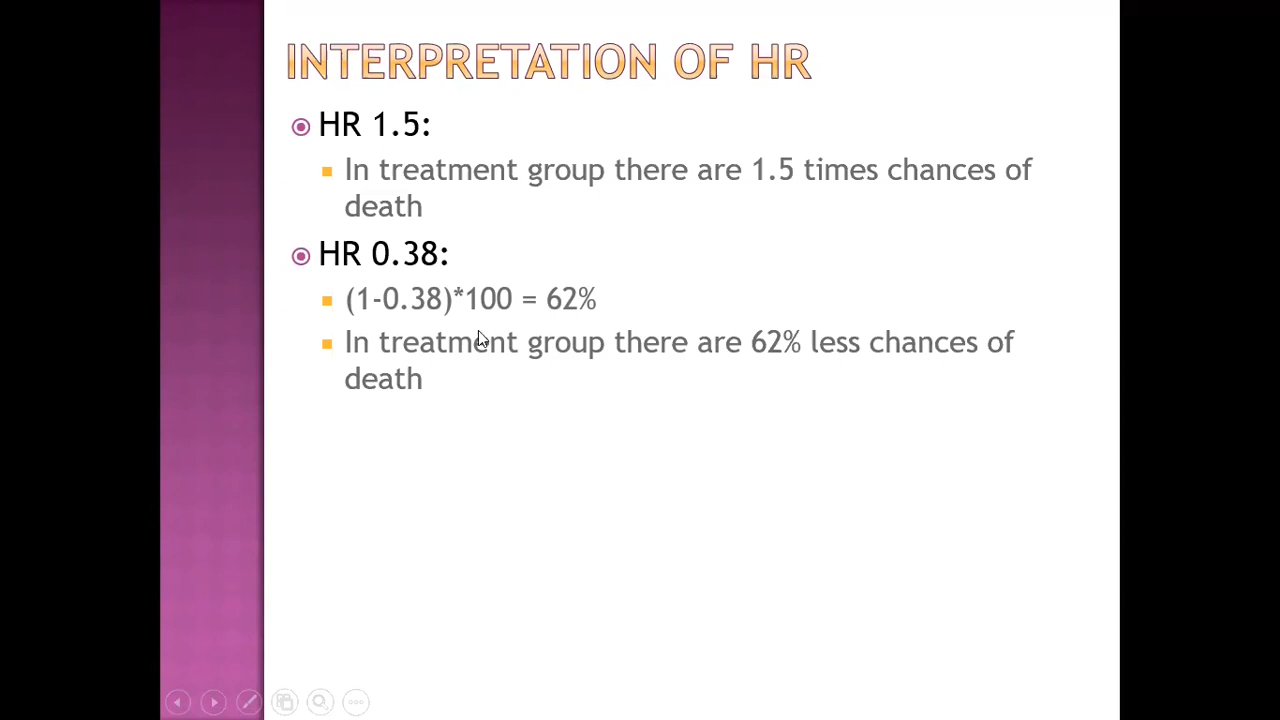 INTERPRETATION OF HR
HR 1.5:
In treatment group there are 1.5 times chances of
death
HR 0.38:
(1-0.38)*100 = 62%
In treatment group there are 62% less chances of
death